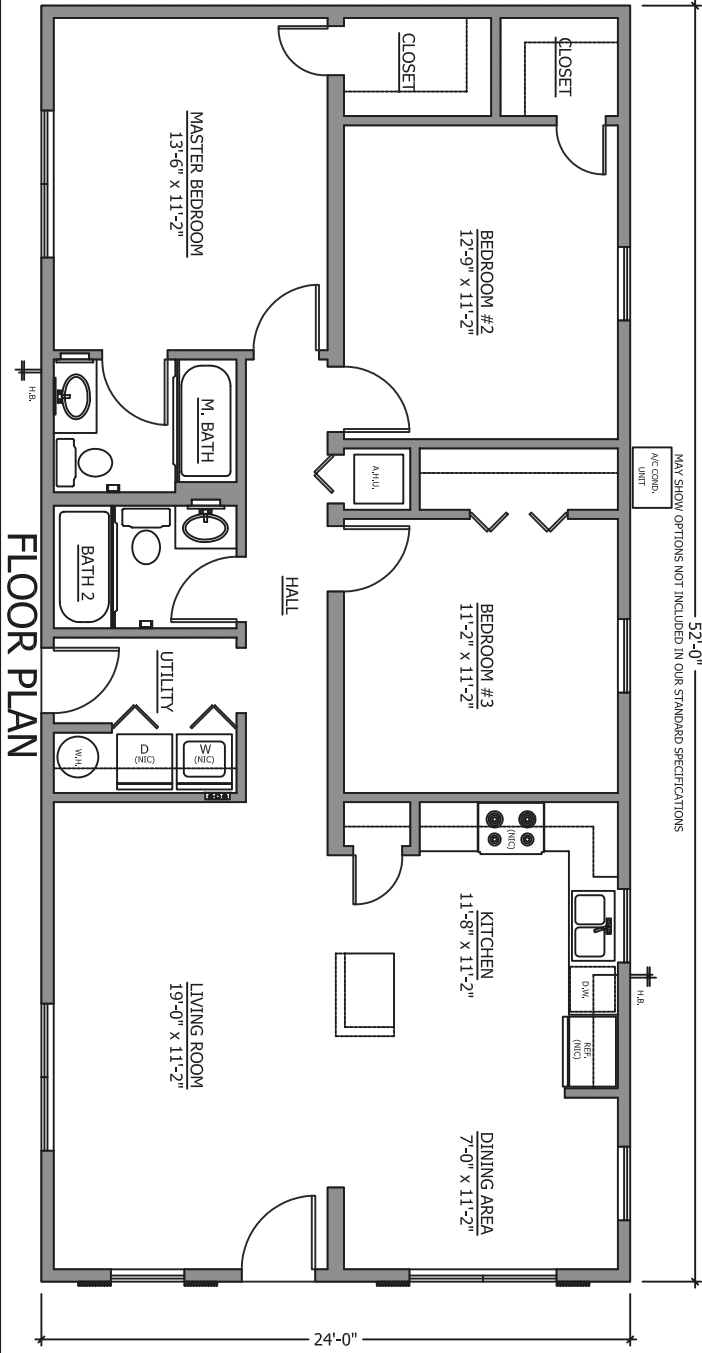 52'-0"
MAY SHOW OPTIONS NOT INCLUDED IN OUR STANDARD SPECIFICATIONS
A/C COND.
UNIT
H.B.
CLOSET
CLOSET
BEDROOM #2
12'-9" x 11'-2"
BEDROOM #3
11'-2" x 11'-2"
(NIC)
KITCHEN
11'-8" x 11'-2"
D.W.
REF.
(NIC)
DINING AREA
7'-0" x 11'-2"
A.H.U.
HALL
MASTER BEDROOM
13'-6" x 11'-2"
M. BATH
BATH 2
UTILITY
W
(NIC)
D
(NIC)
W.H.
LIVING ROOM
19'-0" x 11'-2"
H.B.
24'-0"
FLOOR PLAN